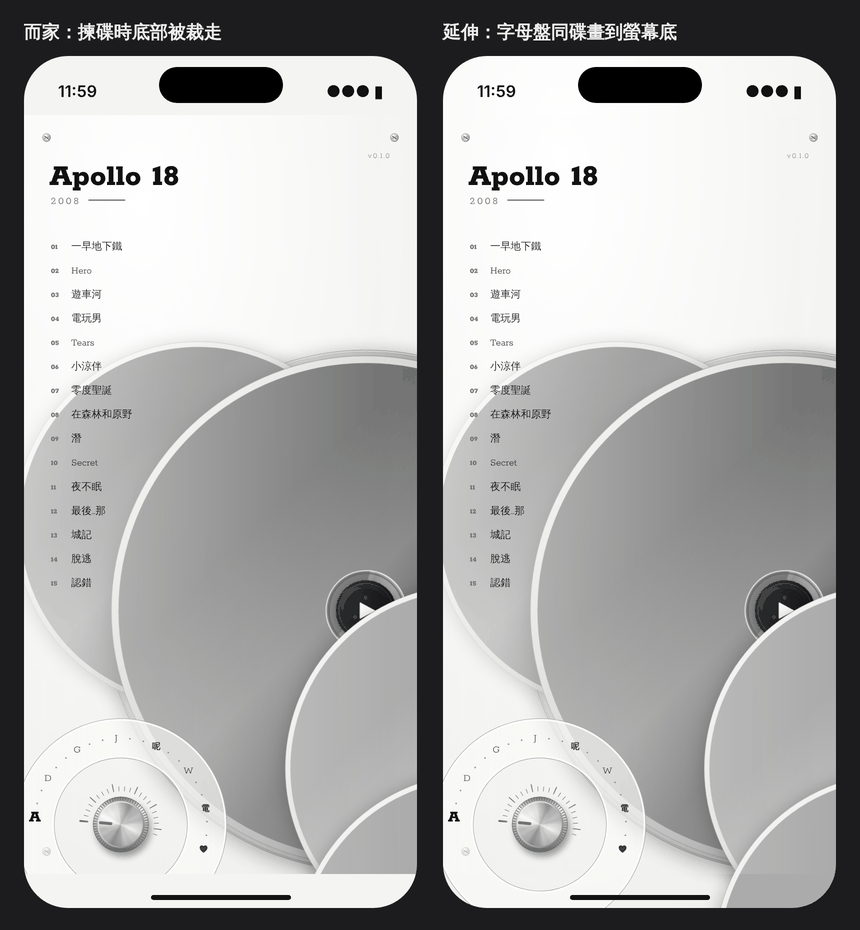 而家：揀碟時底部被裁走
11:59
v0.1.0
Apollo 18
2008
01 一早地下鐵
02 Hero
03 遊車河
04 電玩男
05 Tears
06 小涼伴
07 零度聖誕
08 在森林和原野
09 潛
10 Secret
11 夜不眠
12 最後..那
13 城記
14 脫逃
15 認錯
A
D
G
J
呢
W
電
延伸：字母盤同碟畫到螢幕底
11:59
v0.1.0
Apollo 18
2008
01 一早地下鐵
02 Hero
03 遊車河
04 電玩男
05 Tears
06 小涼伴
07 零度聖誕
08 在森林和原野
09 潛
10 Secret
11 夜不眠
12 最後..那
13 城記
14 脫逃
15 認錯
A
D
G
J
呢
W
電